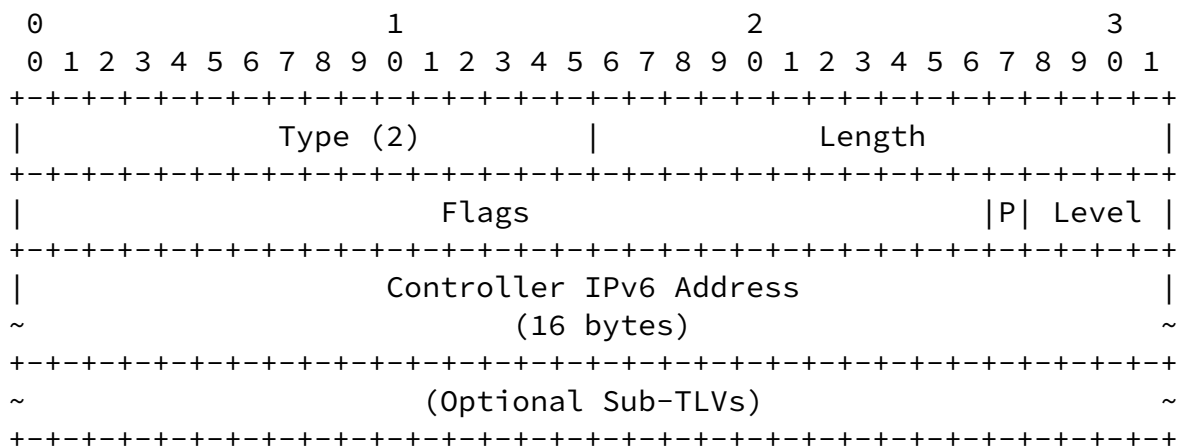 0                   1                   2                   3
 0 1 2 3 4 5 6 7 8 9 0 1 2 3 4 5 6 7 8 9 0 1 2 3 4 5 6 7 8 9 0 1
+-+-+-+-+-+-+-+-+-+-+-+-+-+-+-+-+-+-+-+-+-+-+-+-+-+-+-+-+-+-+-+-+
|              Type (2)         |            Length             |
+-+-+-+-+-+-+-+-+-+-+-+-+-+-+-+-+-+-+-+-+-+-+-+-+-+-+-+-+-+-+-+-+
|                       Flags                         |P| Level |
+-+-+-+-+-+-+-+-+-+-+-+-+-+-+-+-+-+-+-+-+-+-+-+-+-+-+-+-+-+-+-+-+
|                    Controller IPv6 Address                    |
~                           (16 bytes)                          ~
+-+-+-+-+-+-+-+-+-+-+-+-+-+-+-+-+-+-+-+-+-+-+-+-+-+-+-+-+-+-+-+-+
~                      (Optional Sub-TLVs)                      ~
+-+-+-+-+-+-+-+-+-+-+-+-+-+-+-+-+-+-+-+-+-+-+-+-+-+-+-+-+-+-+-+-+